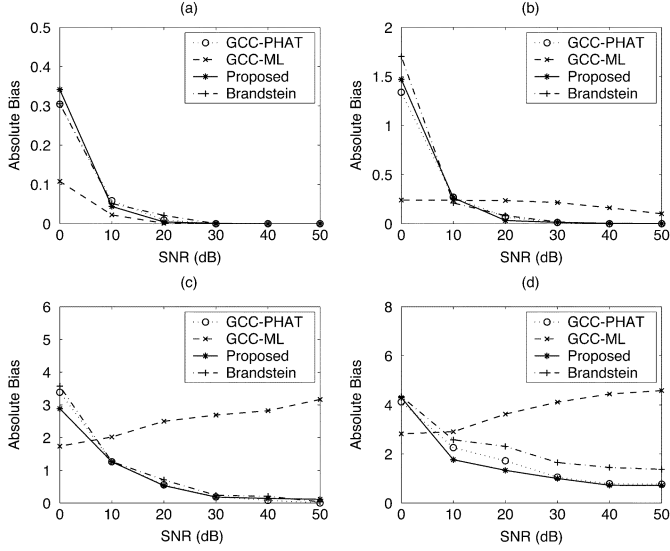 (a)
0.5
0.4
0.3
0.2
0.1
0
Absolute Bias
0 10 20 30 40 50
SNR (dB)
GCC-PHAT
GCC-ML
Proposed
Brandstein
(b)
2
1.5
1
0.5
0
Absolute Bias
0 10 20 30 40 50
SNR (dB)
GCC-PHAT
GCC-ML
Proposed
Brandstein
(c)
6
5
4
3
2
1
0
Absolute Bias
0 10 20 30 40 50
SNR (dB)
GCC-PHAT
GCC-ML
Proposed
Brandstein
(d)
8
6
4
2
0
Absolute Bias
0 10 20 30 40 50
SNR (dB)
GCC-PHAT
GCC-ML
Proposed
Brandstein